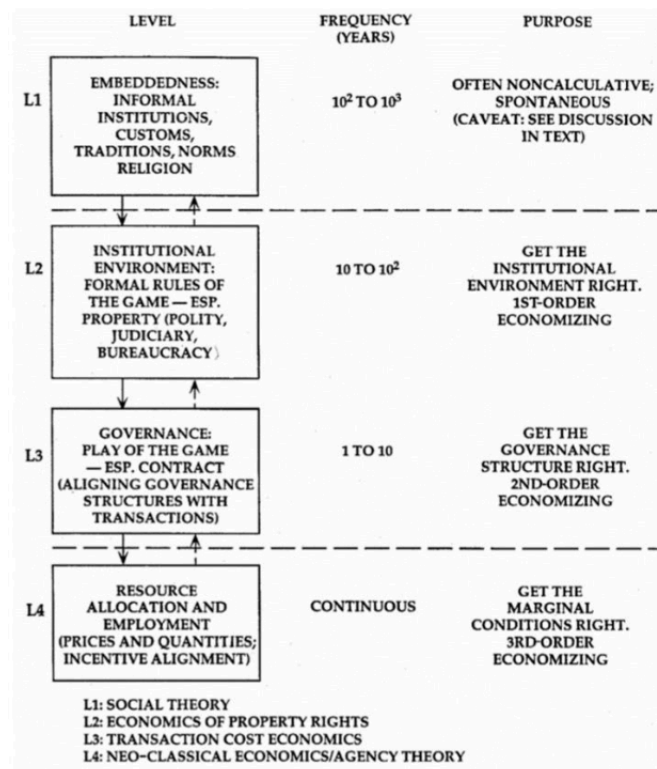 LEVEL
FREQUENCY
(YEARS)
PURPOSE
L1
EMBEDDEDNESS:
INFORMAL
INSTITUTIONS,
CUSTOMS,
TRADITIONS, NORMS
RELIGION
10² TO 10³
OFTEN NONCALCULATIVE;
SPONTANEOUS
(CAVEAT: SEE DISCUSSION
IN TEXT)
L2
INSTITUTIONAL
ENVIRONMENT:
FORMAL RULES OF
THE GAME — ESP.
PROPERTY (POLITY,
JUDICIARY,
BUREAUCRACY)
10 TO 10²
GET THE
INSTITUTIONAL
ENVIRONMENT RIGHT.
1ST-ORDER
ECONOMIZING
L3
GOVERNANCE:
PLAY OF THE GAME
— ESP. CONTRACT
(ALIGNING GOVERNANCE
STRUCTURES WITH
TRANSACTIONS)
1 TO 10
GET THE
GOVERNANCE
STRUCTURE RIGHT.
2ND-ORDER
ECONOMIZING
L4
RESOURCE
ALLOCATION AND
EMPLOYMENT
(PRICES AND QUANTITIES;
INCENTIVE ALIGNMENT)
CONTINUOUS
GET THE
MARGINAL
CONDITIONS RIGHT.
3RD-ORDER
ECONOMIZING
L1: SOCIAL THEORY
L2: ECONOMICS OF PROPERTY RIGHTS
L3: TRANSACTION COST ECONOMICS
L4: NEO-CLASSICAL ECONOMICS/AGENCY THEORY